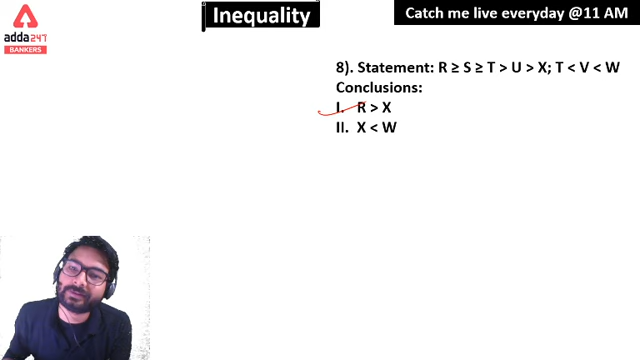 Inequality
Catch me live everyday @11 AM
adda247
BANKERS
8). Statement: R ≥ S ≥ T > U > X; T < V < W
Conclusions:
I. R > X
II. X < W